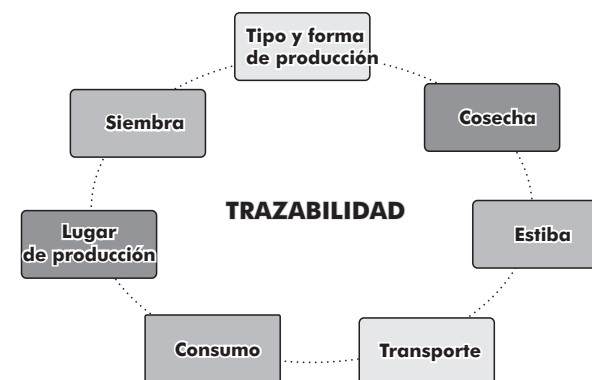 Tipo y forma
de producción
Siembra
Cosecha
TRAZABILIDAD
Lugar
de producción
Estiba
Consumo
Transporte